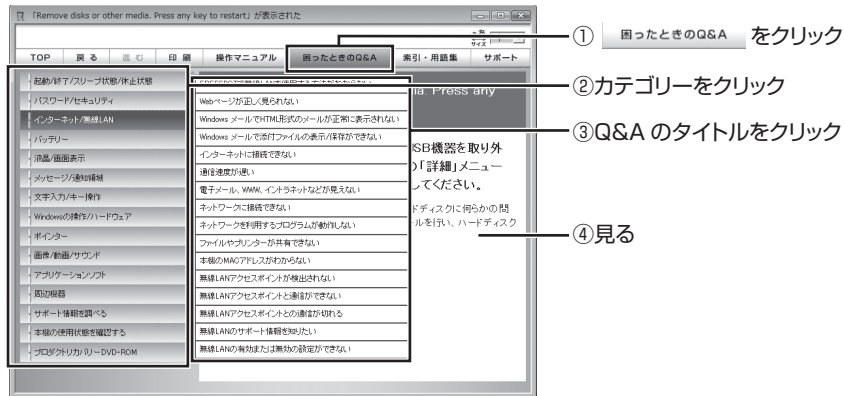 「Remove disks or other media. Press any key to restart」が表示された
サイズ
TOP 戻る 進む 印刷 操作マニュアル 困ったときのQ&A 索引・用語集 サポート
起動/終了/スリープ状態/休止状態
パスワード/セキュリティ
インターネット/無線LAN
バッテリー
液晶/画面表示
メッセージ/通知領域
文字入力/キー操作
Windowsの操作/ハードウェア
ポインター
画像/動画/サウンド
アプリケーションソフト
周辺機器
サポート情報を調べる
本機の使用状態を確認する
プロダクトリカバリーDVD-ROM
Webページが正しく見られない
Windows メールでHTML形式のメールが正常に表示されない
Windows メールで添付ファイルの表示/保存ができない
インターネットに接続できない
通信速度が遅い
電子メール、WWW、イントラネットなどが見えない
ネットワークに接続できない
ネットワークを利用するプログラムが動作しない
ファイルやプリンターが共有できない
本機のMACアドレスがわからない
無線LANアクセスポイントが検出されない
無線LANアクセスポイントと通信ができない
無線LANアクセスポイントとの通信が切れる
無線LANのサポート情報を知りたい
無線LANの有効または無効の設定ができない
ia. Press any
SB機器を取り外
の「詳細」メニュー
してください。
ドディスクに何らかの問
ールを行い、ハードディスク
① 困ったときのQ&A をクリック
②カテゴリーをクリック
③Q&A のタイトルをクリック
④見る